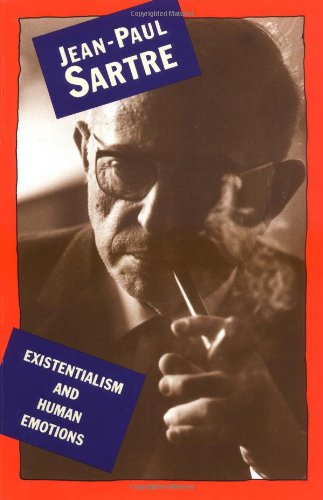 JEAN-PAUL
SARTRE
EXISTENTIALISM
AND
HUMAN
EMOTIONS